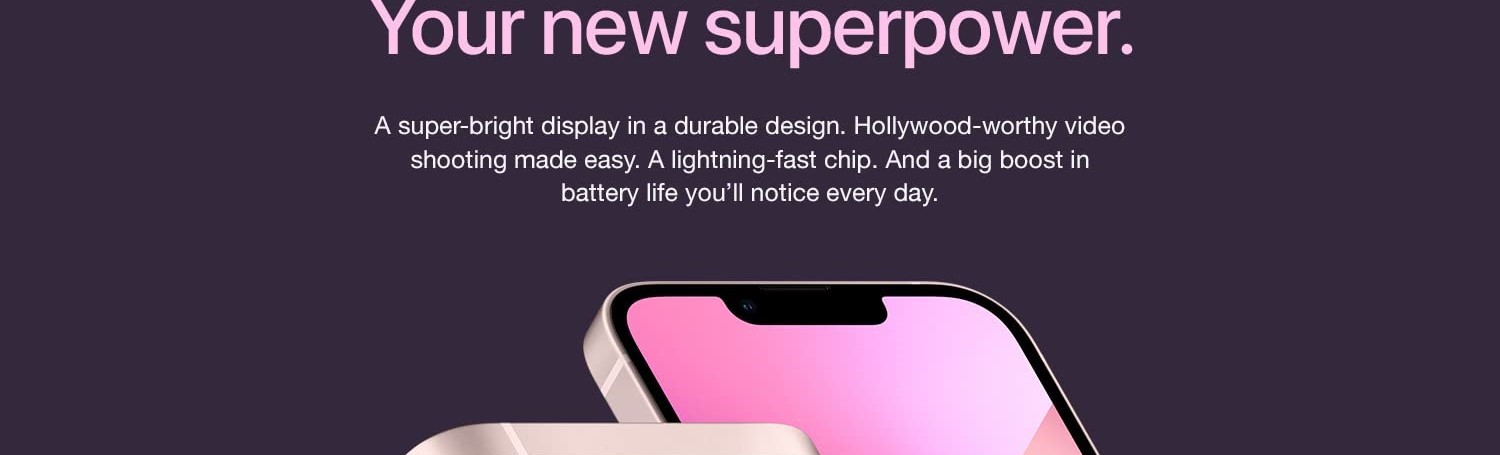 Your new superpower.
A super-bright display in a durable design. Hollywood-worthy video
shooting made easy. A lightning-fast chip. And a big boost in
battery life you’ll notice every day.